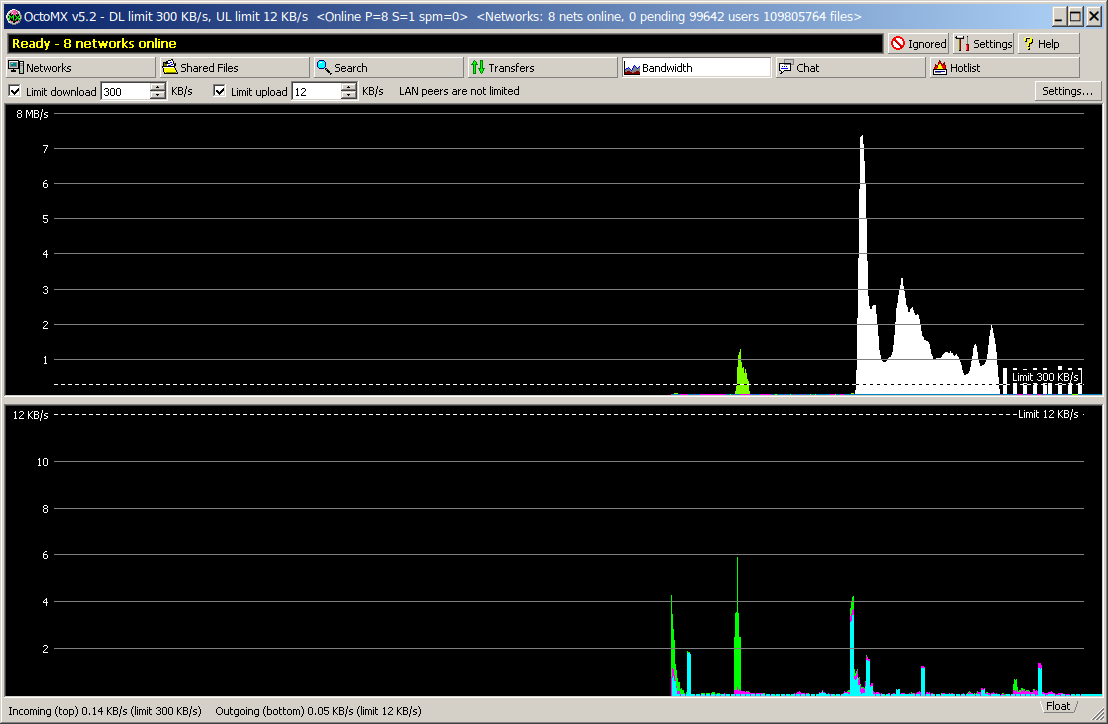 OctoMX v5.2 - DL limit 300 KB/s, UL limit 12 KB/s <Online P=8 S=1 spm=0> <Networks: 8 nets online, 0 pending 99642 users 109805764 files>
Ready - 8 networks online Ignored Settings ? Help
Networks Shared Files Search Transfers Bandwidth Chat Hotlist
Limit download 300 KB/s Limit upload 12 KB/s LAN peers are not limited Settings...
8 MB/s
7
6
5
4
3
2
1
Limit 300 KB/s
12 KB/s Limit 12 KB/s
10
8
6
4
2
Incoming (top) 0.14 KB/s (limit 300 KB/s) Outgoing (bottom) 0.05 KB/s (limit 12 KB/s) Float